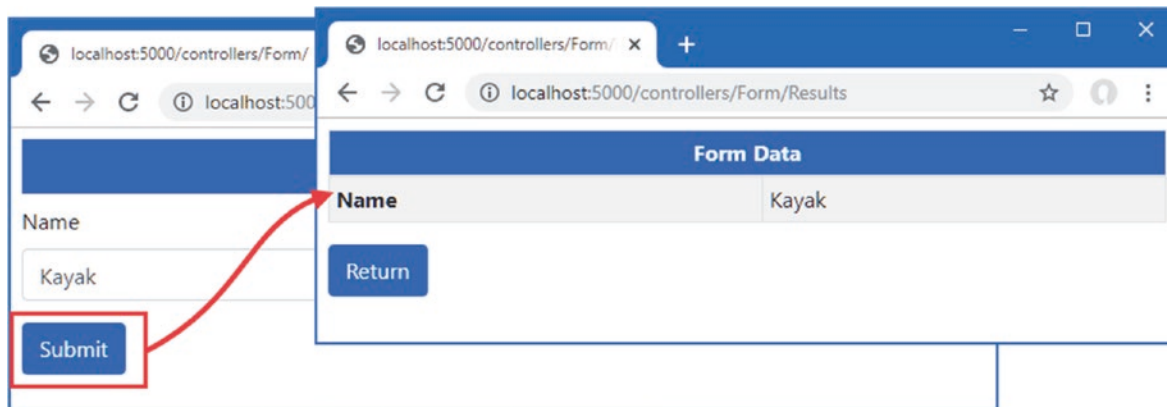 localhost:5000/controllers/Form/
localhost:500
Name
Kayak
Submit
localhost:5000/controllers/Form/
localhost:5000/controllers/Form/Results
Form Data
Name Kayak
Return